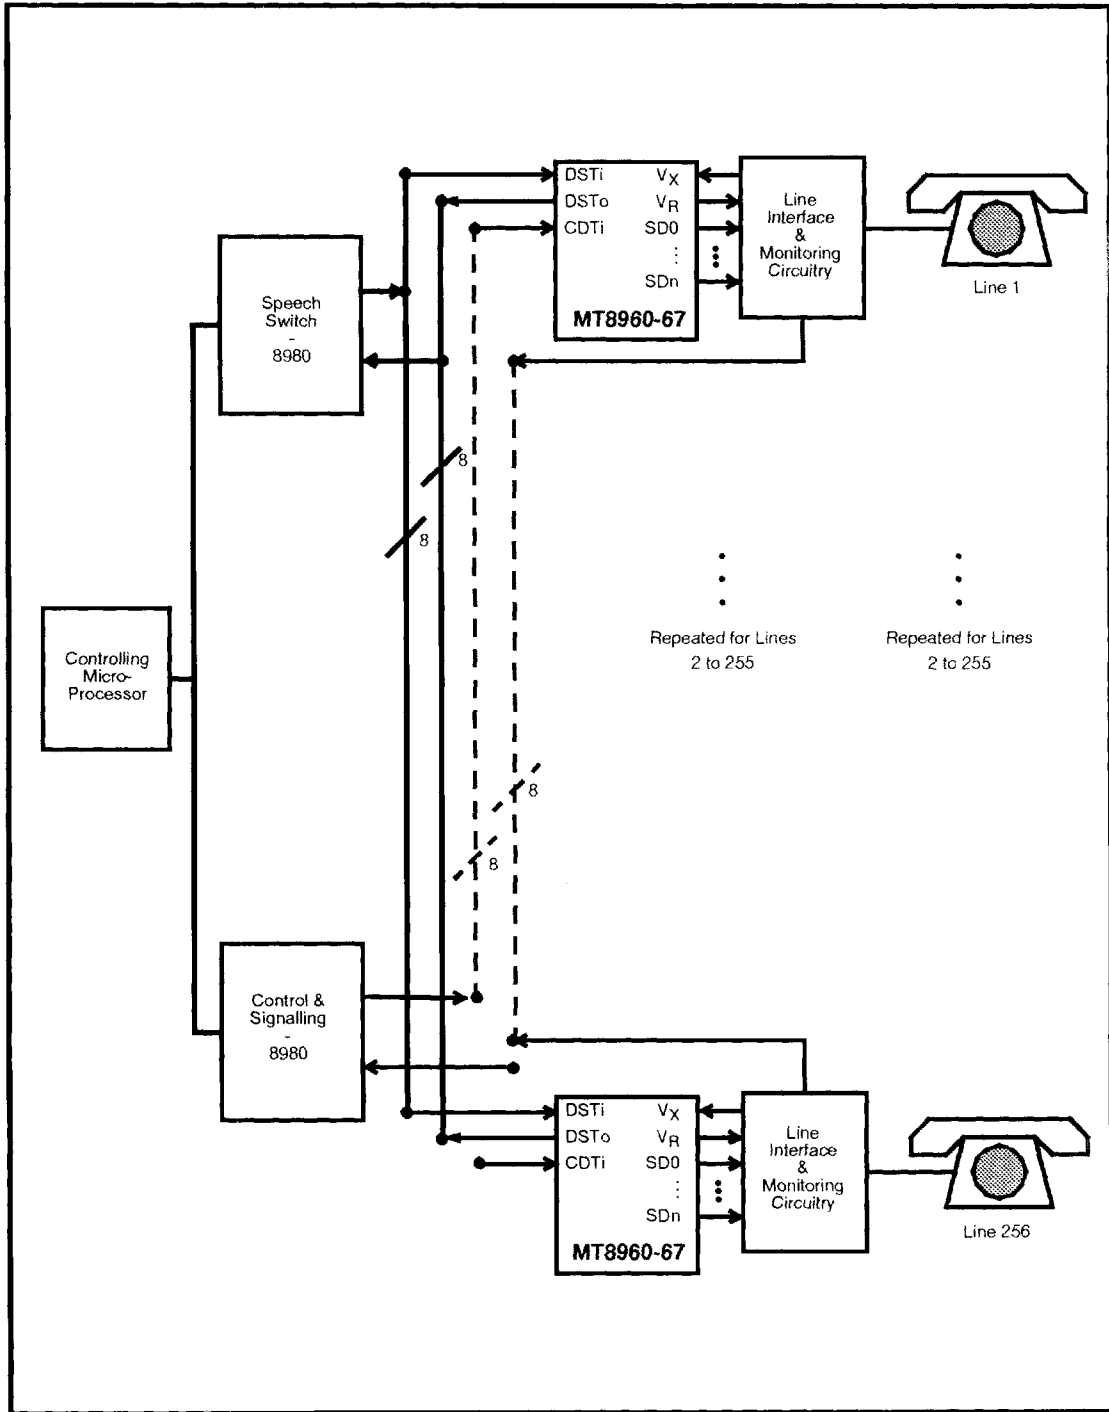 DSTi
DSTo
CDTi
VX
VR
SD0
⋮
SDn
MT8960-67
Line
Interface
&
Monitoring
Circuitry
Line 1
Speech
Switch
-
8980
8
8
Repeated for Lines
2 to 255
Repeated for Lines
2 to 255
Controlling
Micro-
Processor
8
8
Control &
Signalling
-
8980
DSTi
DSTo
CDTi
VX
VR
SD0
⋮
SDn
MT8960-67
Line
Interface
&
Monitoring
Circuitry
Line 256